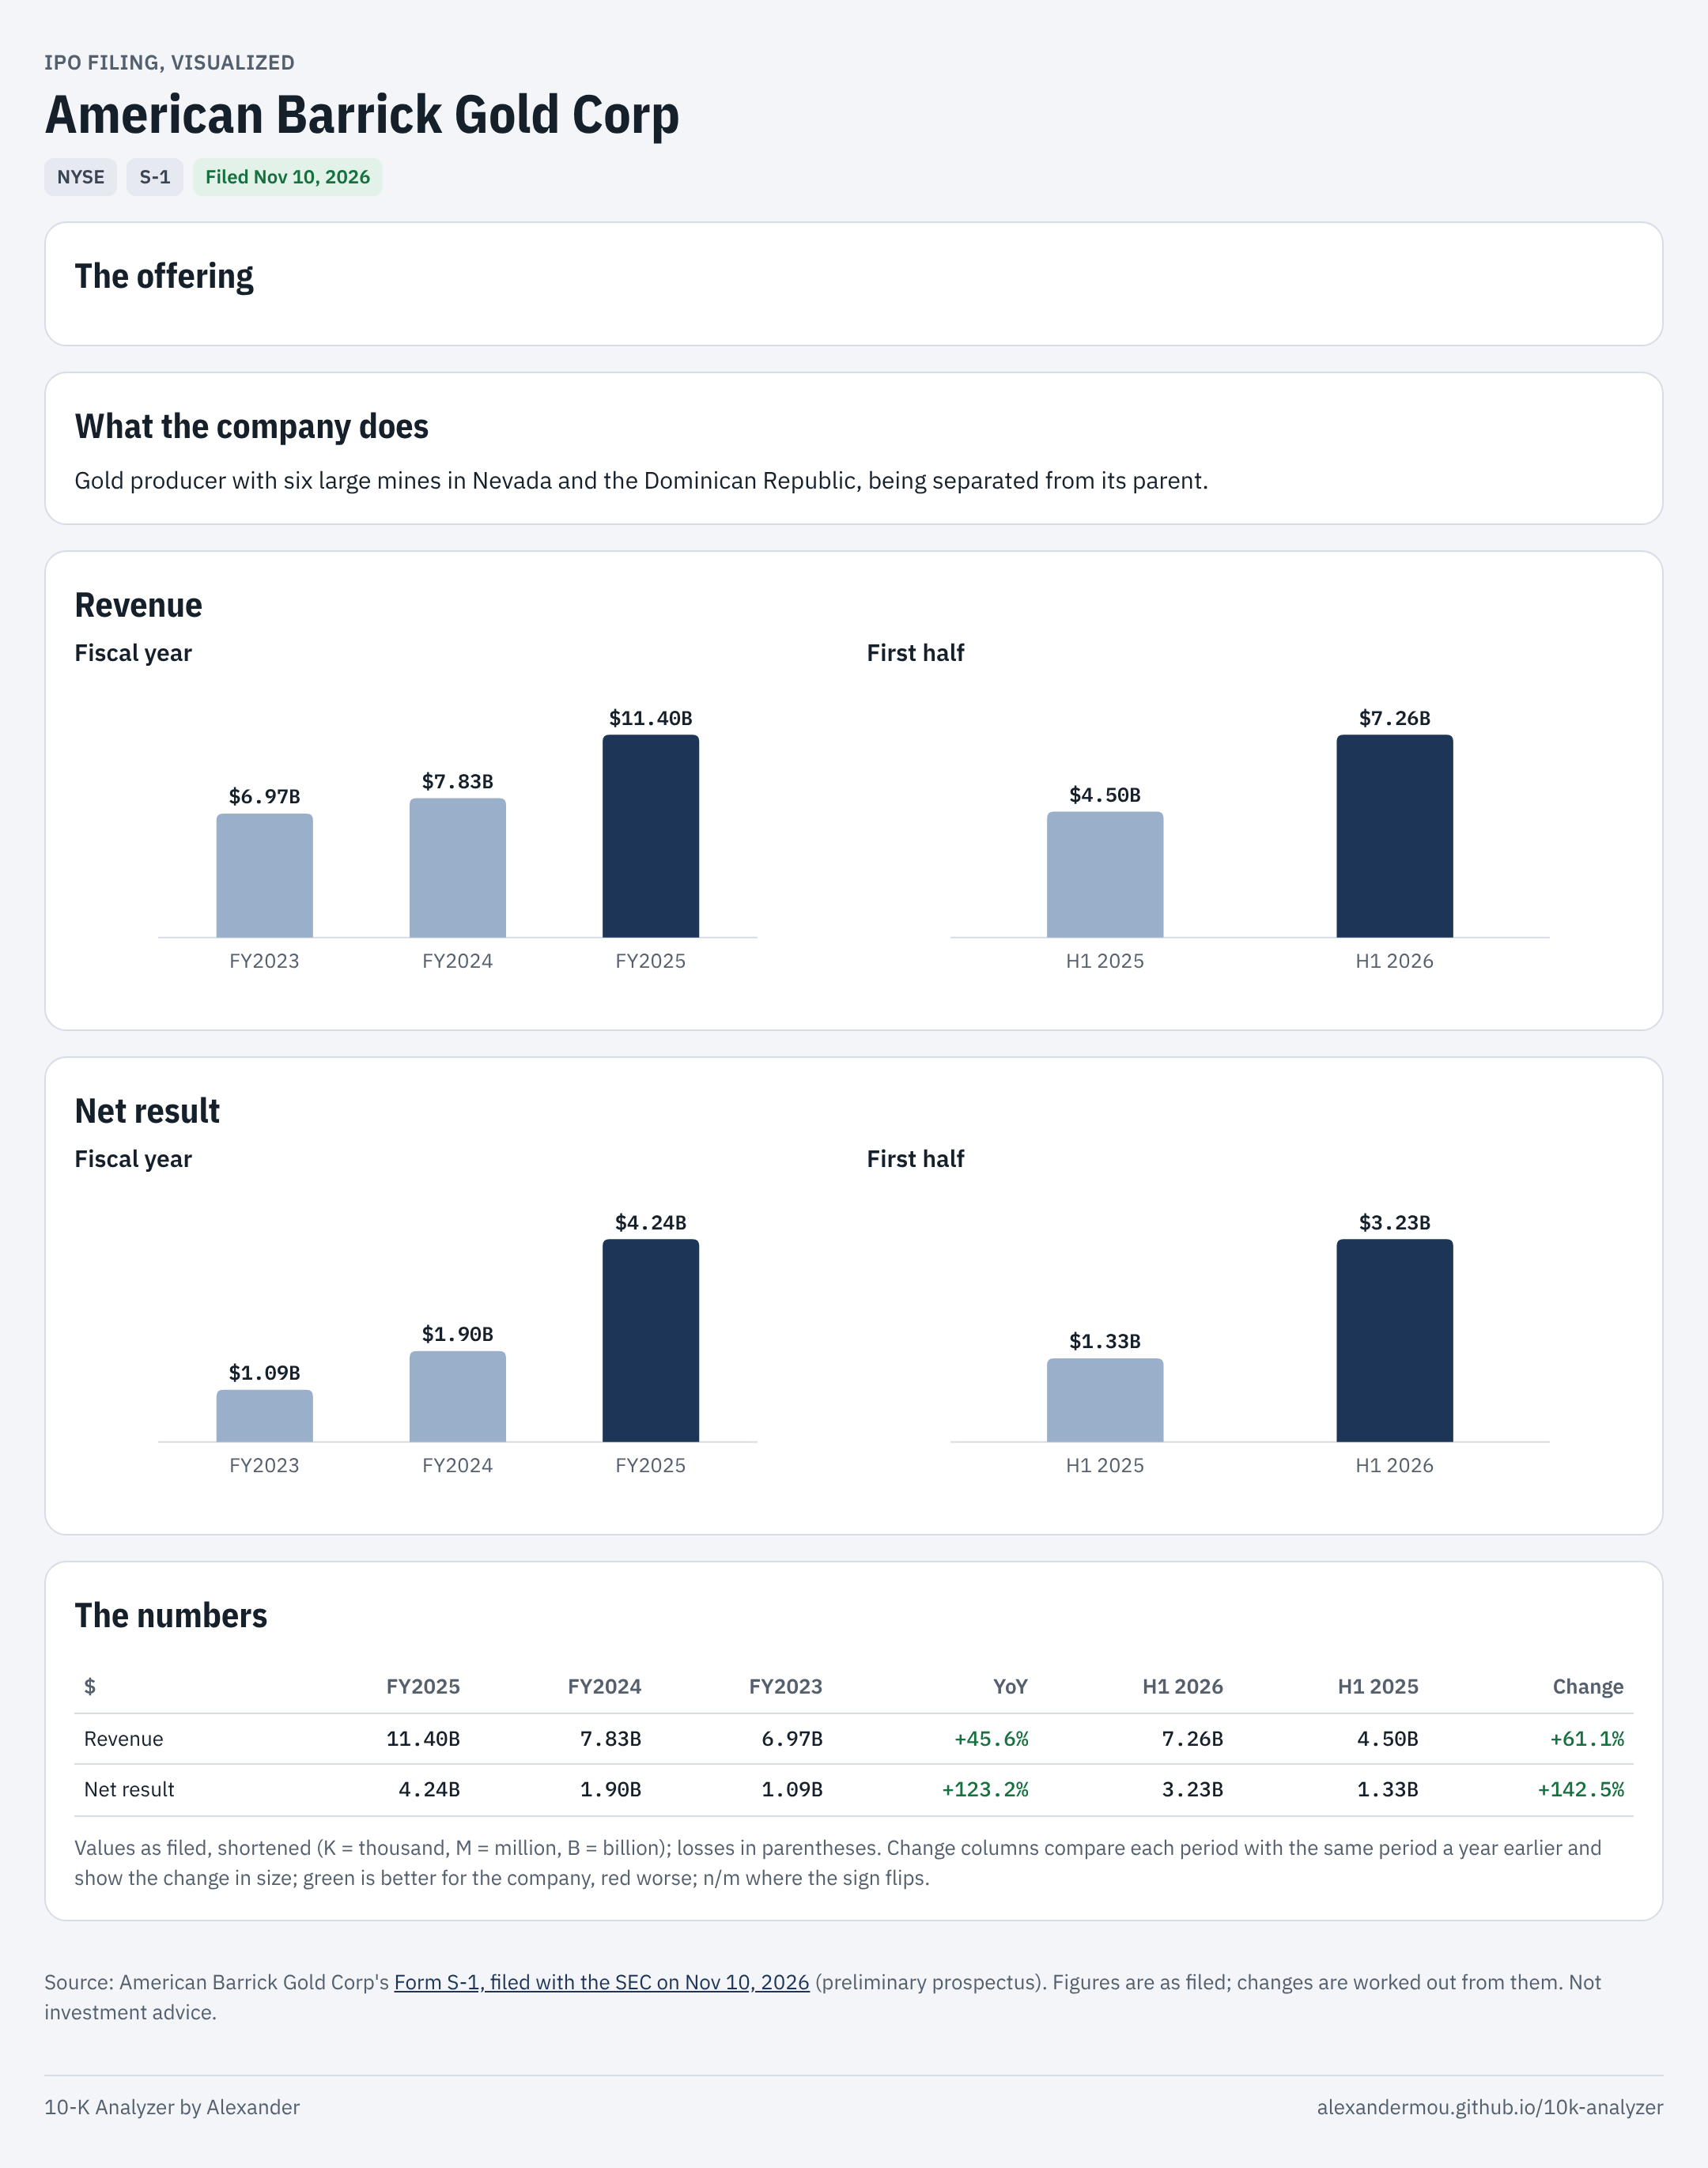 IPO FILING, VISUALIZED
American Barrick Gold Corp
NYSE S-1 Filed Nov 10, 2026
The offering
What the company does
Gold producer with six large mines in Nevada and the Dominican Republic, being separated from its parent.
Revenue
Fiscal year
$6.97B $7.83B $11.40B
FY2023 FY2024 FY2025
First half
$4.50B $7.26B
H1 2025 H1 2026
Net result
Fiscal year
$1.09B $1.90B $4.24B
FY2023 FY2024 FY2025
First half
$1.33B $3.23B
H1 2025 H1 2026
The numbers
$ FY2025 FY2024 FY2023 YoY H1 2026 H1 2025 Change
Revenue 11.40B 7.83B 6.97B +45.6% 7.26B 4.50B +61.1%
Net result 4.24B 1.90B 1.09B +123.2% 3.23B 1.33B +142.5%
Values as filed, shortened (K = thousand, M = million, B = billion); losses in parentheses. Change columns compare each period with the same period a year earlier and
show the change in size; green is better for the company, red worse; n/m where the sign flips.
Source: American Barrick Gold Corp's Form S-1, filed with the SEC on Nov 10, 2026 (preliminary prospectus). Figures are as filed; changes are worked out from them. Not
investment advice.
10-K Analyzer by Alexander
alexandermou.github.io/10k-analyzer